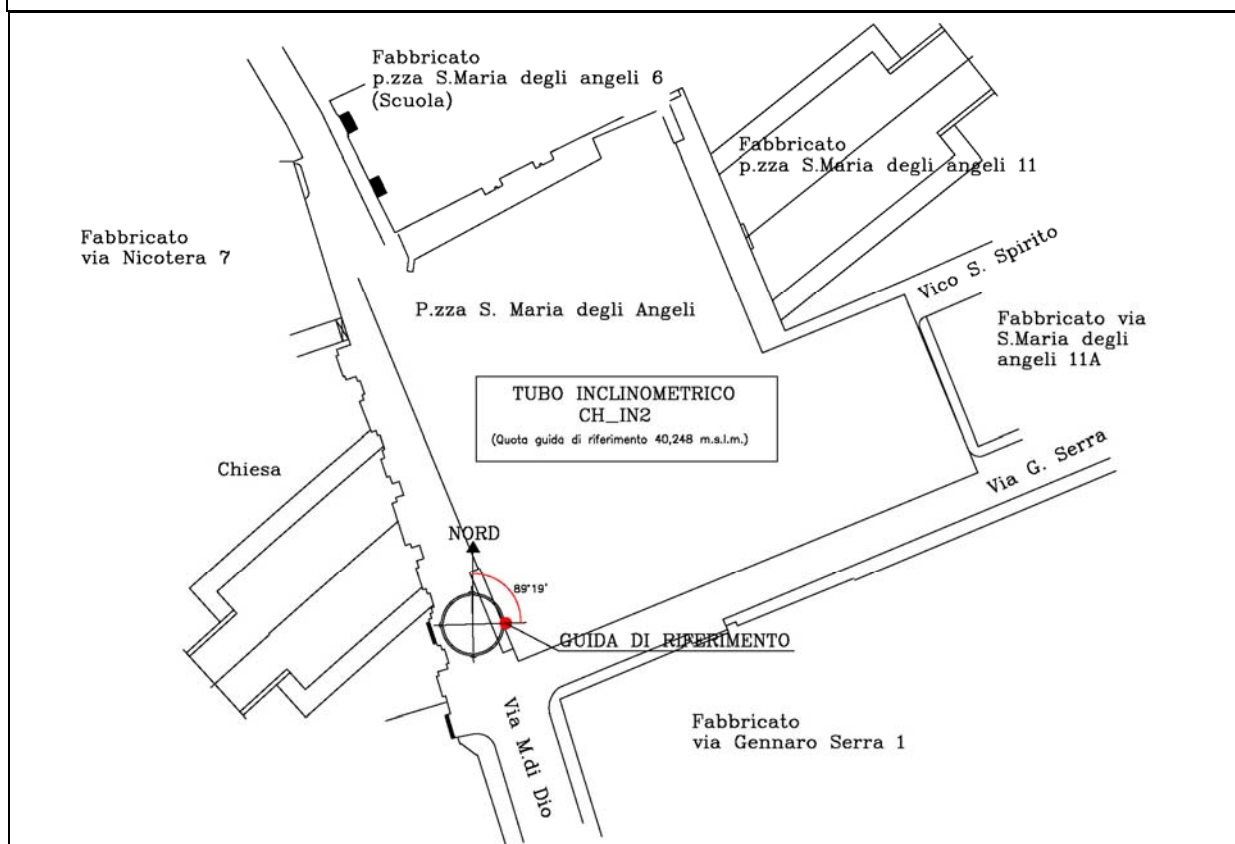 Fabbricato
p.zza S.Maria degli angeli 6
(Scuola)
Fabbricato
p.zza S.Maria degli angeli 11
Fabbricato
via Nicotera 7
Vico S. Spirito
P.zza S. Maria degli Angeli
Fabbricato via
S.Maria degli
angeli 11A
TUBO INCLINOMETRICO
CH_IN2
(Quota guida di riferimento 40,248 m.s.l.m.)
Via G. Serra
Chiesa
NORD
89°19'
GUIDA DI RIFERIMENTO
Via M.di Dio
Fabbricato
via Gennaro Serra 1